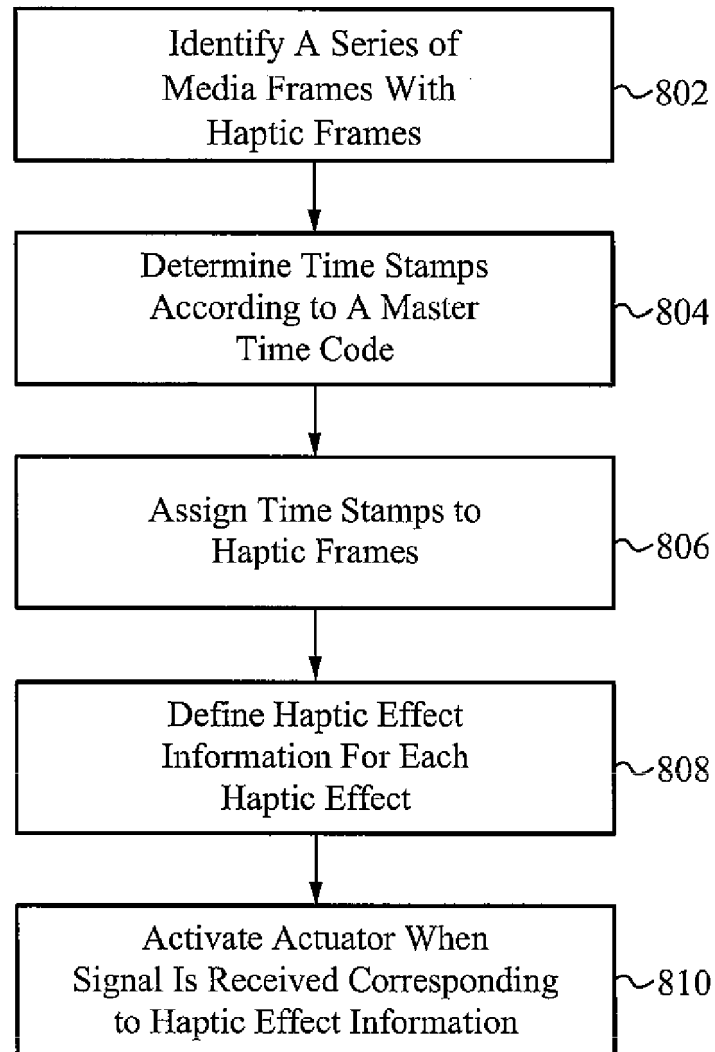 Identify A Series of
Media Frames With
Haptic Frames
802
Determine Time Stamps
According to A Master
Time Code
804
Assign Time Stamps to
Haptic Frames
806
Define Haptic Effect
Information For Each
Haptic Effect
808
Activate Actuator When
Signal Is Received Corresponding
to Haptic Effect Information
810